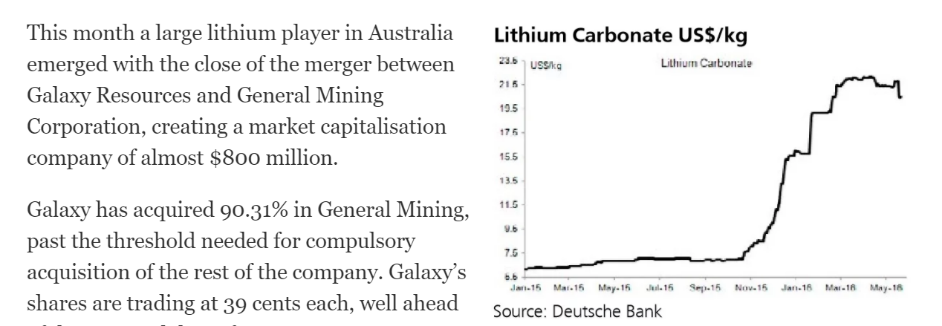 This month a large lithium player in Australia
emerged with the close of the merger between
Galaxy Resources and General Mining
Corporation, creating a market capitalisation
company of almost $800 million.
Galaxy has acquired 90.31% in General Mining,
past the threshold needed for compulsory
acquisition of the rest of the company. Galaxy’s
shares are trading at 39 cents each, well ahead
Lithium Carbonate US$/kg
US$/kg
Lithium Carbonate
23.5
21.5
19.5
17.5
15.5
13.5
11.5
9.5
7.5
5.5
Jan-15 Mar-15 May-15 Jul-15 Sep-15 Nov-15 Jan-16 Mar-16 May-16
Source: Deutsche Bank